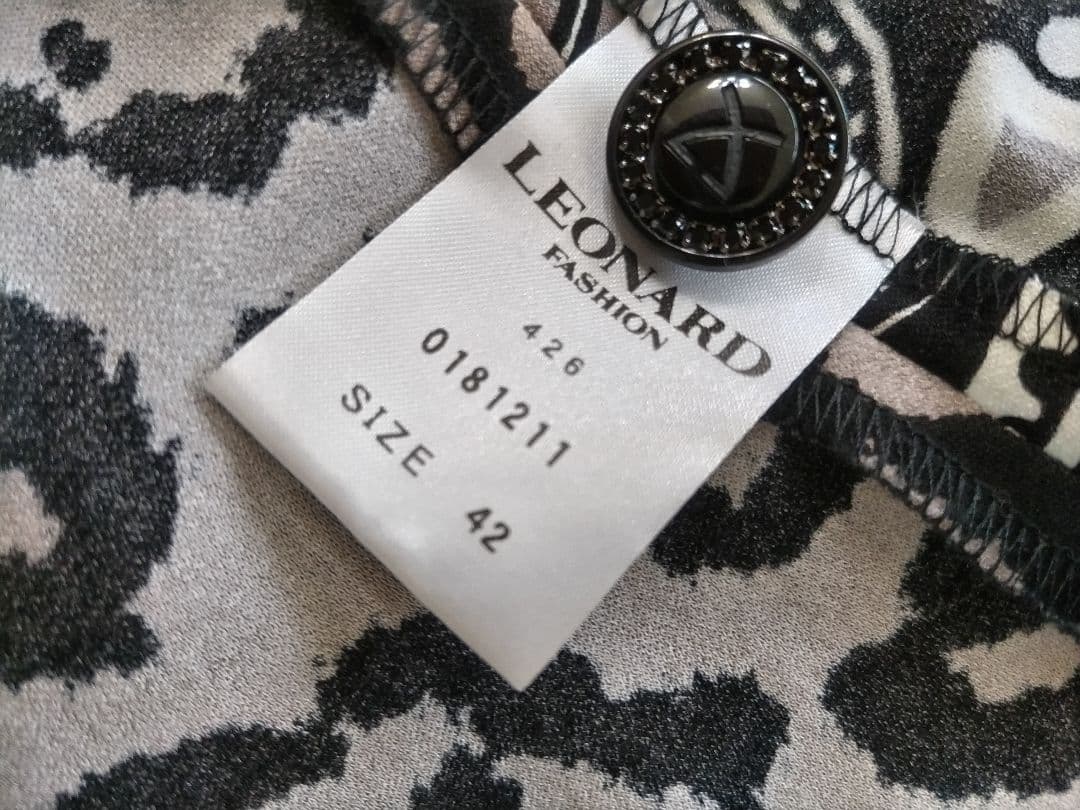 LEONARD
FASHION
426
0181211
SIZE 42